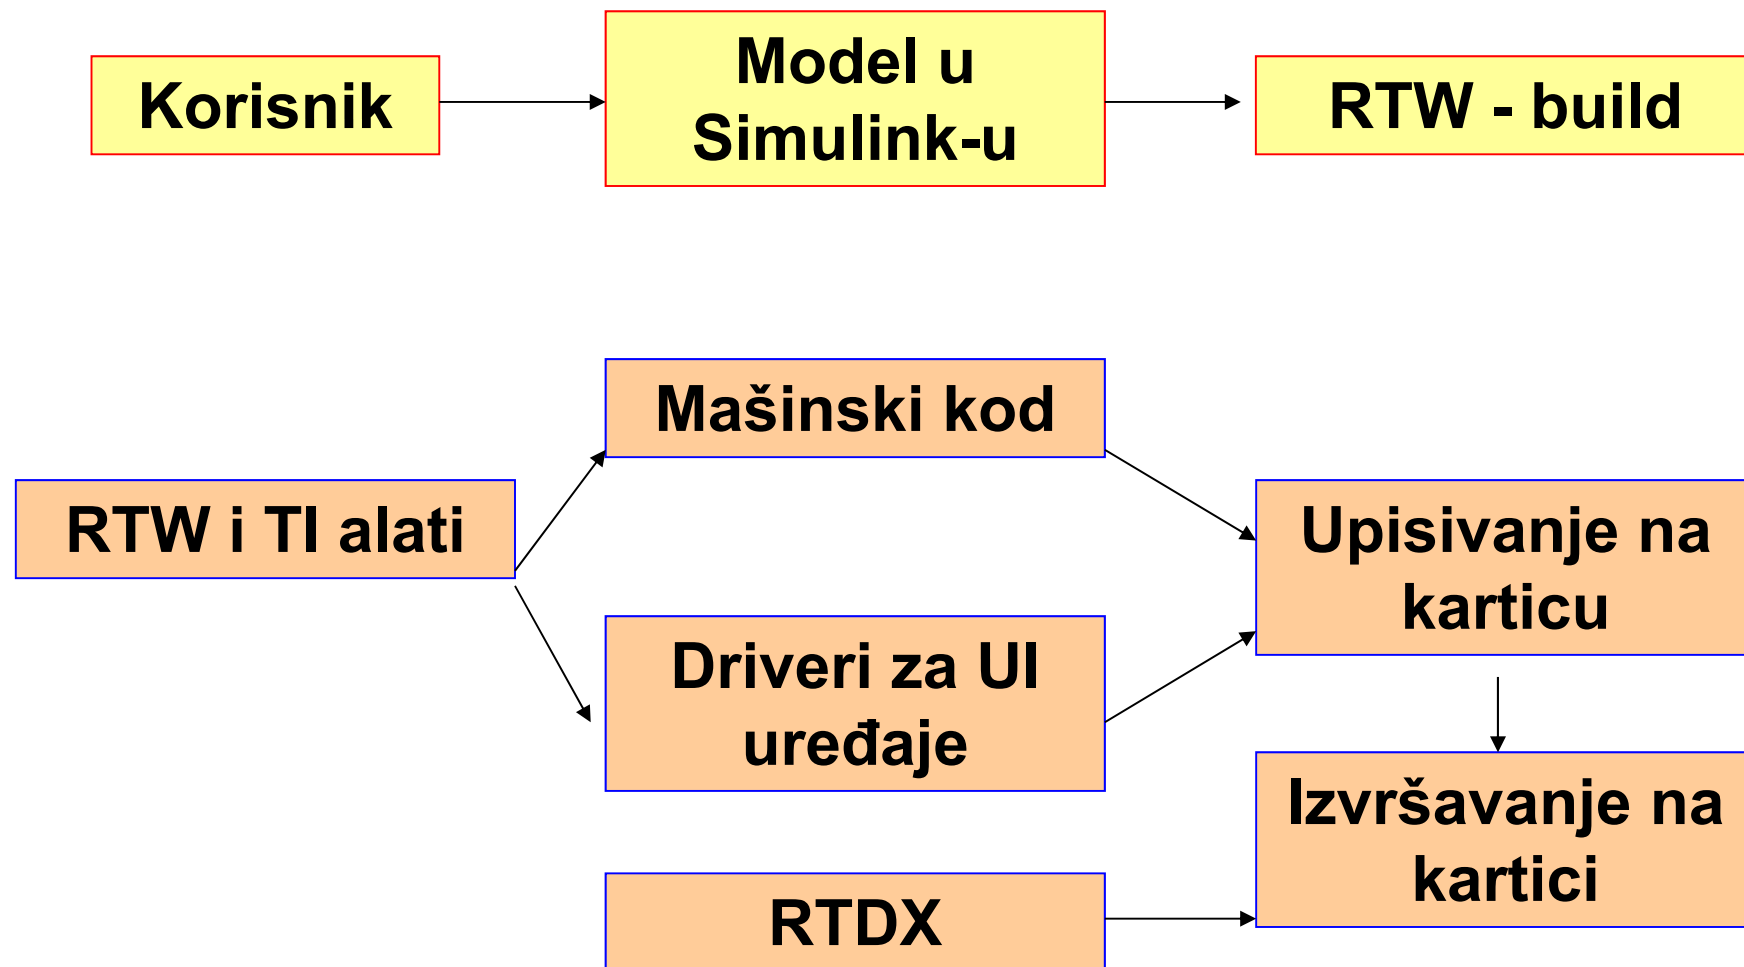 Korisnik
Model u
Simulink-u
RTW - build
Mašinski kod
RTW i TI alati
Upisivanje na
karticu
Driveri za UI
uređaje
Izvršavanje na
kartici
RTDX